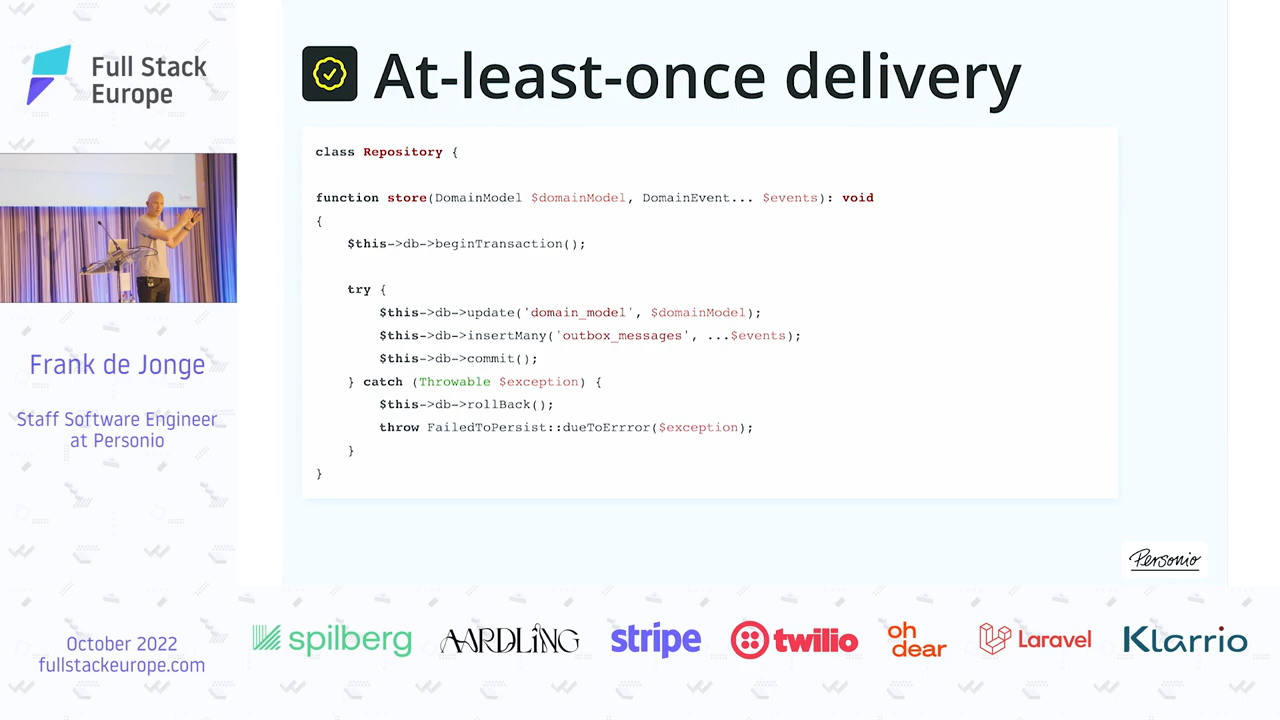 Full Stack
Europe
Frank de Jonge
Staff Software Engineer
at Personio
October 2022
fullstackeurope.com
At-least-once delivery
class Repository {
function store(DomainModel $domainModel, DomainEvent... $events): void
{
$this->db->beginTransaction();
try {
$this->db->update('domain_model', $domainModel);
$this->db->insertMany('outbox_messages', ...$events);
$this->db->commit();
} catch (Throwable $exception) {
$this->db->rollBack();
throw FailedToPersist::dueToErrror($exception);
}
}
Personio
spilberg
AARDLING
stripe
twilio
oh
dear
Laravel
Klarrio